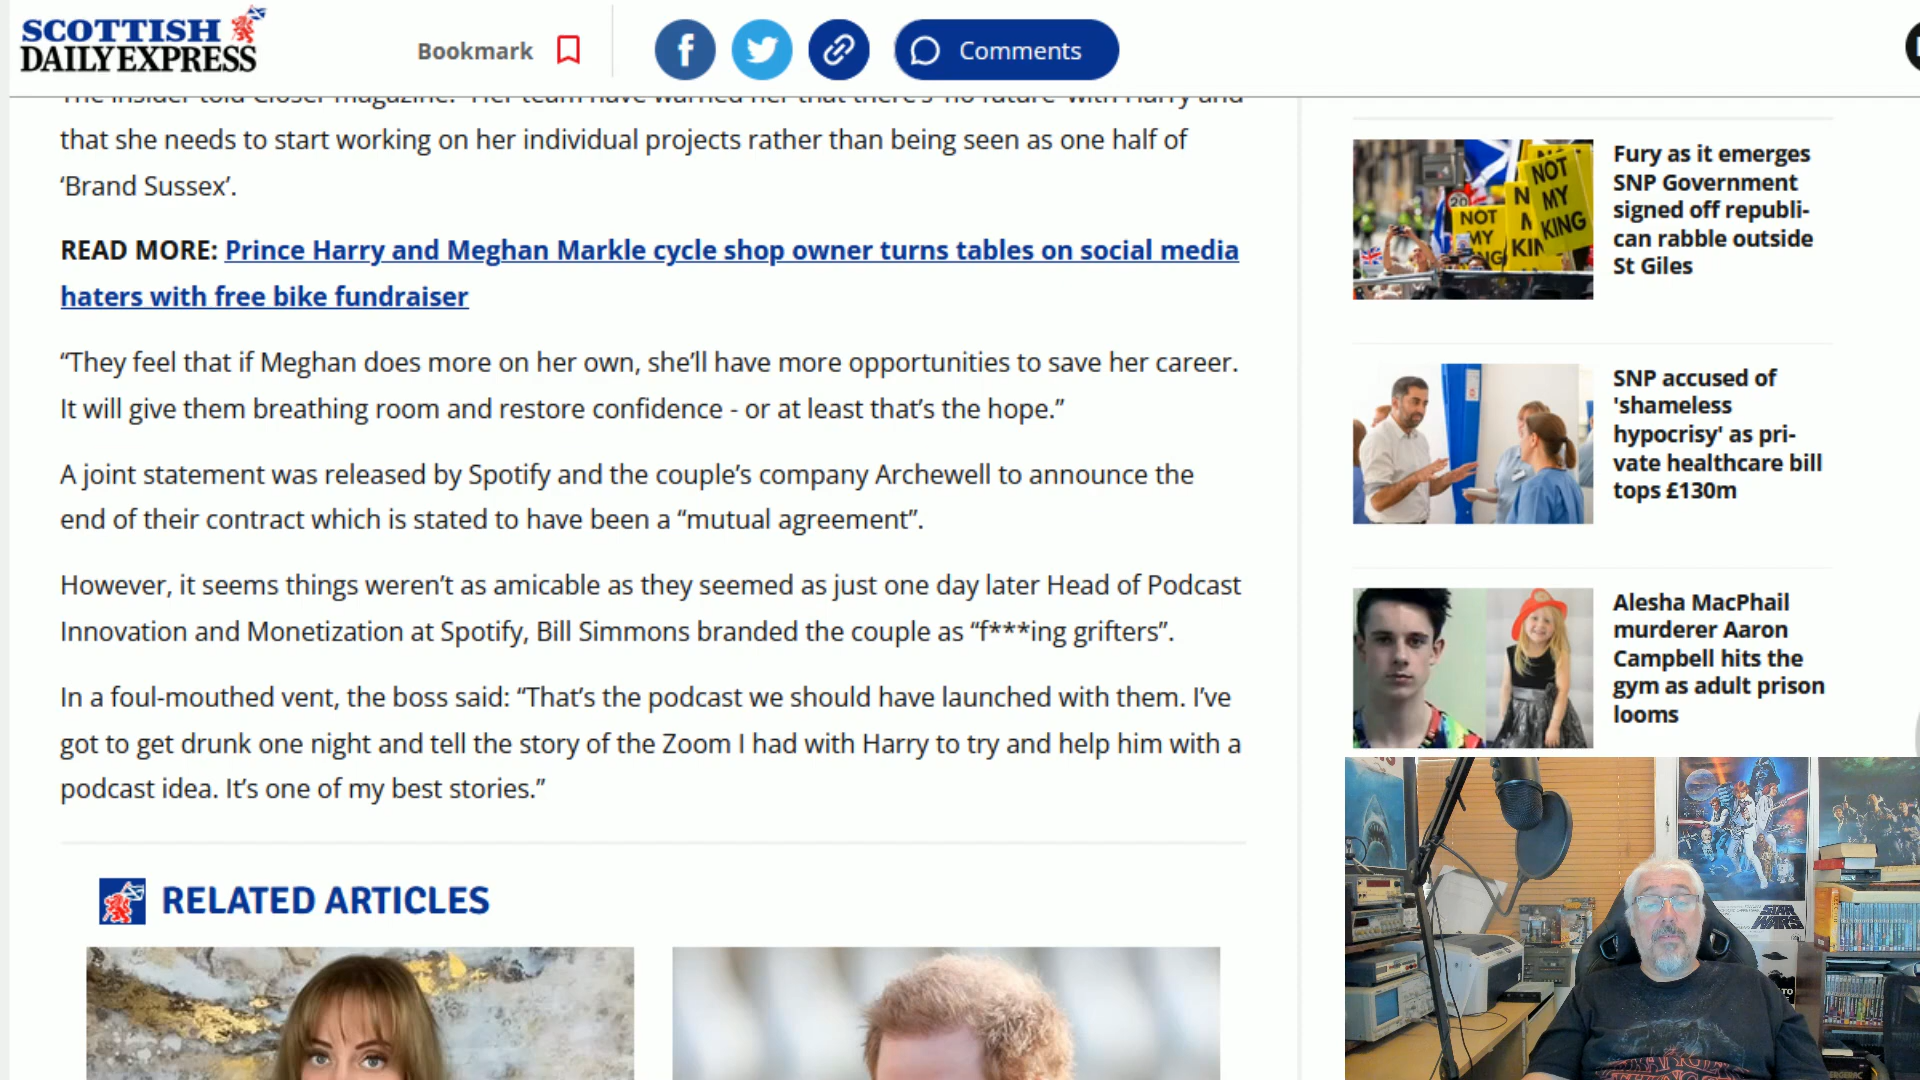 SCOTTISH
DAILY EXPRESS
Bookmark
Comments
The insider told Closer magazine: "Her team have warned her that there's 'no future' with Harry and
that she needs to start working on her individual projects rather than being seen as one half of
‘Brand Sussex’.
READ MORE: Prince Harry and Meghan Markle cycle shop owner turns tables on social media
haters with free bike fundraiser
“They feel that if Meghan does more on her own, she’ll have more opportunities to save her career.
It will give them breathing room and restore confidence - or at least that’s the hope.”
A joint statement was released by Spotify and the couple’s company Archewell to announce the
end of their contract which is stated to have been a “mutual agreement”.
However, it seems things weren’t as amicable as they seemed as just one day later Head of Podcast
Innovation and Monetization at Spotify, Bill Simmons branded the couple as “f***ing grifters”.
In a foul-mouthed vent, the boss said: “That’s the podcast we should have launched with them. I’ve
got to get drunk one night and tell the story of the Zoom I had with Harry to try and help him with a
podcast idea. It’s one of my best stories.”
RELATED ARTICLES
Fury as it emerges
SNP Government
signed off republi-
can rabble outside
St Giles
NOT
MY
KING
NOT
MY
20
SNP accused of
'shameless
hypocrisy' as pri-
vate healthcare bill
tops £130m
Alesha MacPhail
murderer Aaron
Campbell hits the
gym as adult prison
looms
STAR
WARS